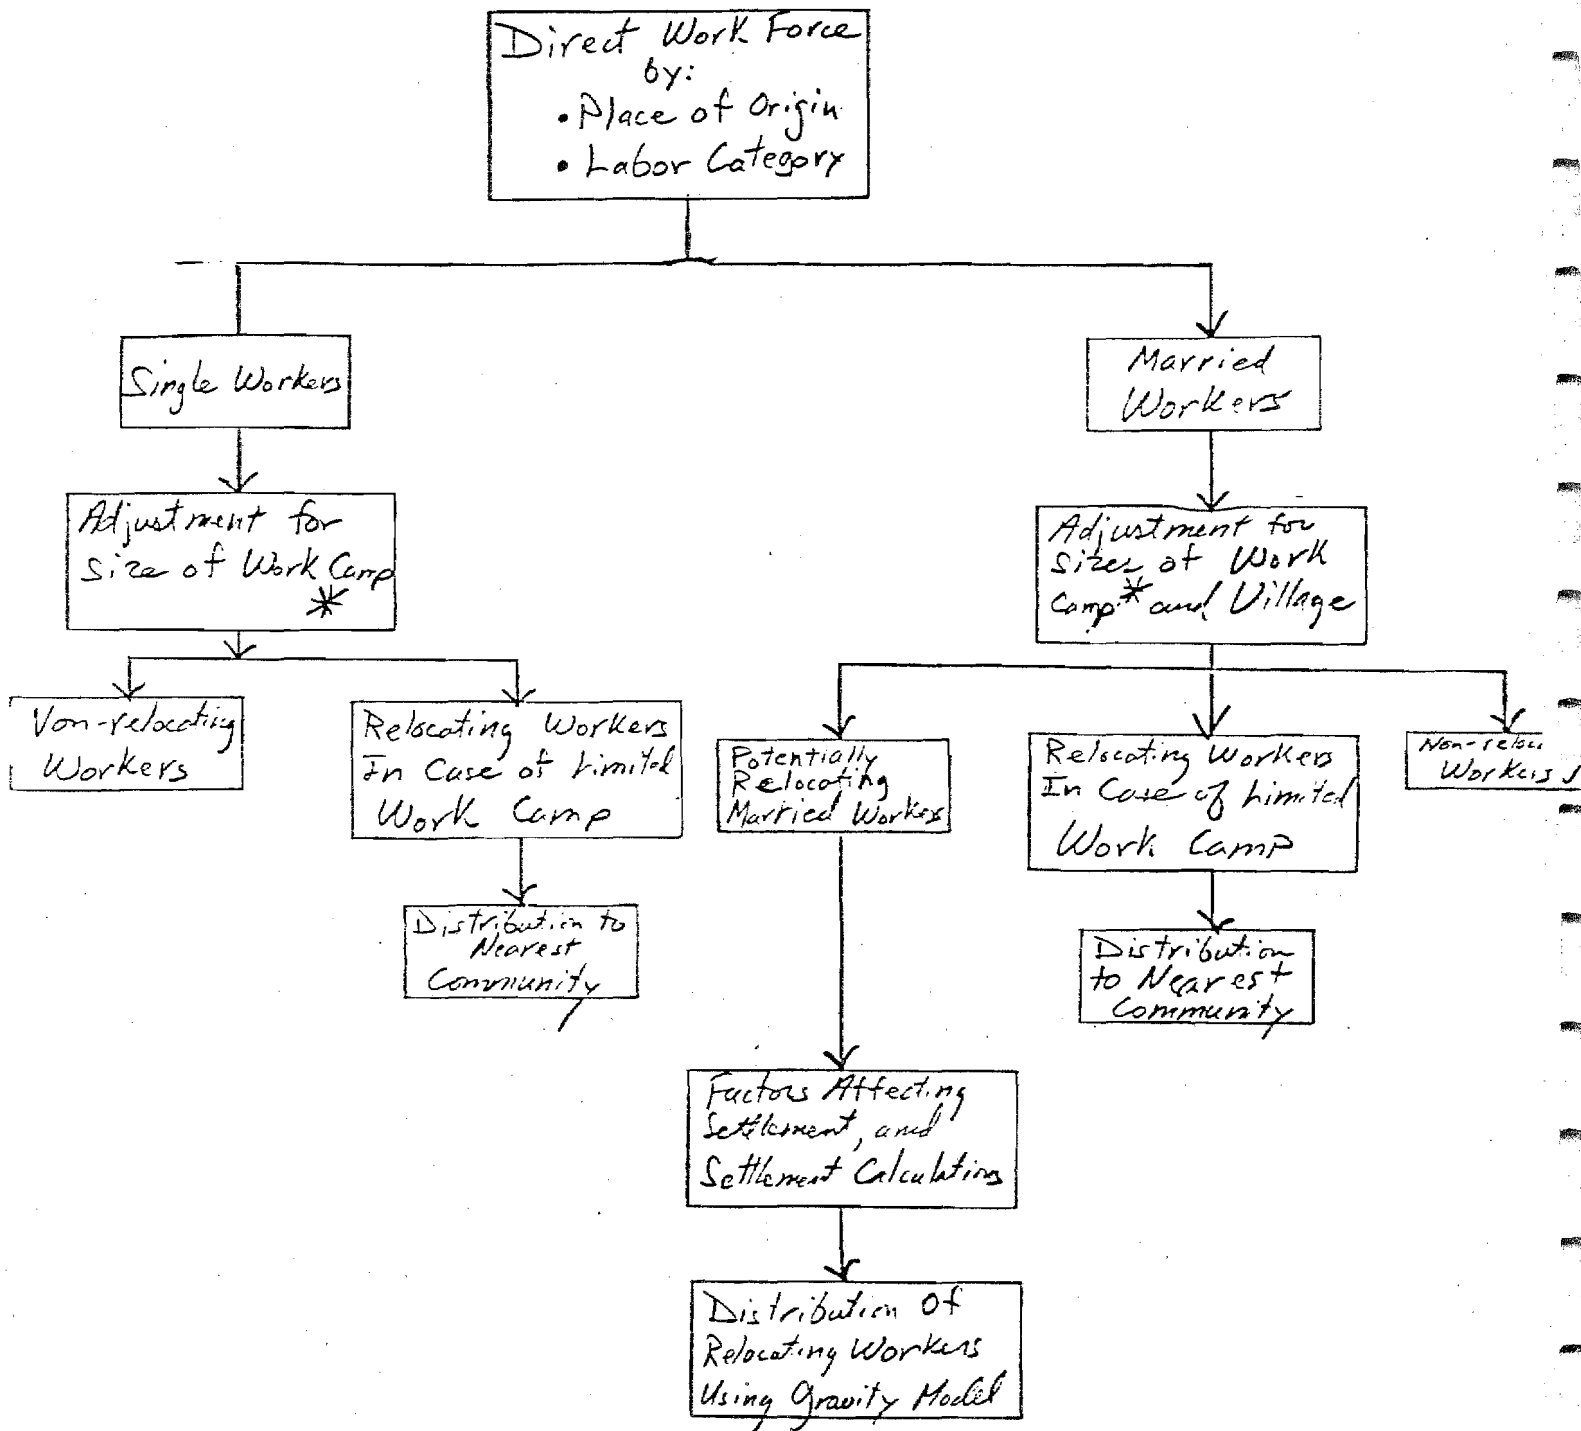 Direct Work Force
by:
• Place of Origin
• Labor Category
Single Workers
Married
Workers
Adjustment for
Size of Work Camp
*
Adjustment for
Sizes of Work
Camp* and Village
Non-relocating
Workers
Relocating Workers
In Case of Limited
Work Camp
Potentially
Relocating
Married Workers
Relocating Workers
In Case of Limited
Work Camp
Non-reloc
Workers
Distribution to
Nearest
Community
Distribution
to Nearest
Community
Factors Affecting
Settlement, and
Settlement Calculations
Distribution Of
Relocating Workers
Using Gravity Model